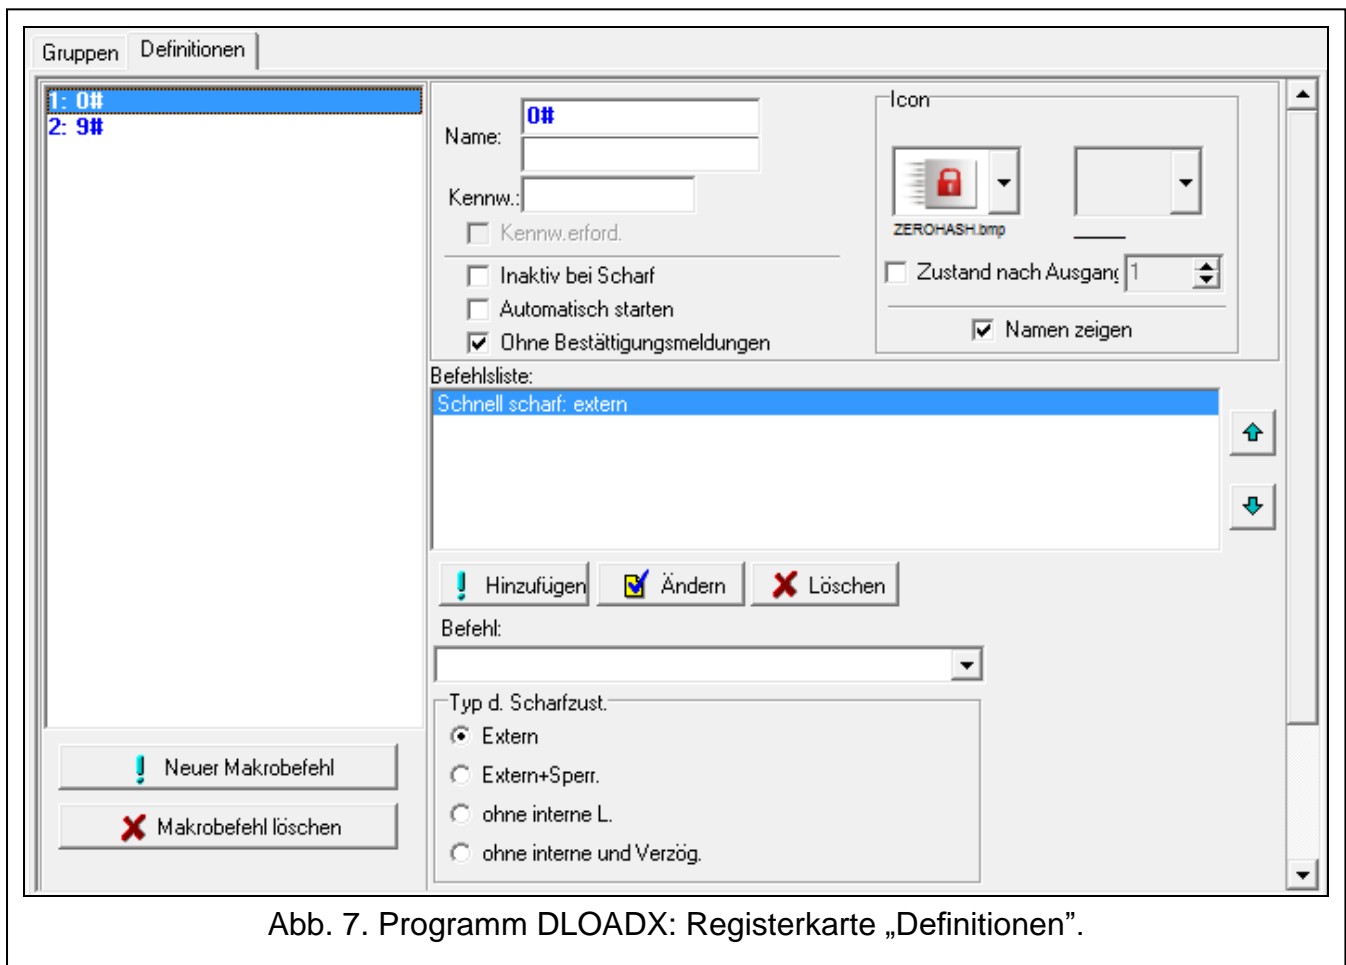 Gruppen
Definitionen
1: 0#
2: 9#
Neuer Makrobefehl
Makrobefehl löschen
Name:
0#
Kennw.:
Kennw.erford.
Inaktiv bei Scharf
Automatisch starten
Ohne Bestättigungsmeldungen
Icon
ZEROHASH.bmp
Zustand nach Ausgang 1
Namen zeigen
Befehlsliste:
Schnell scharf: extern
Hinzufügen
Ändern
Löschen
Befehl:
Typ d. Scharfzust.
Extern
Extern+Sperr.
ohne interne L.
ohne interne und Verzög.
Abb. 7. Programm DLOADX: Registerkarte „Definitionen”.